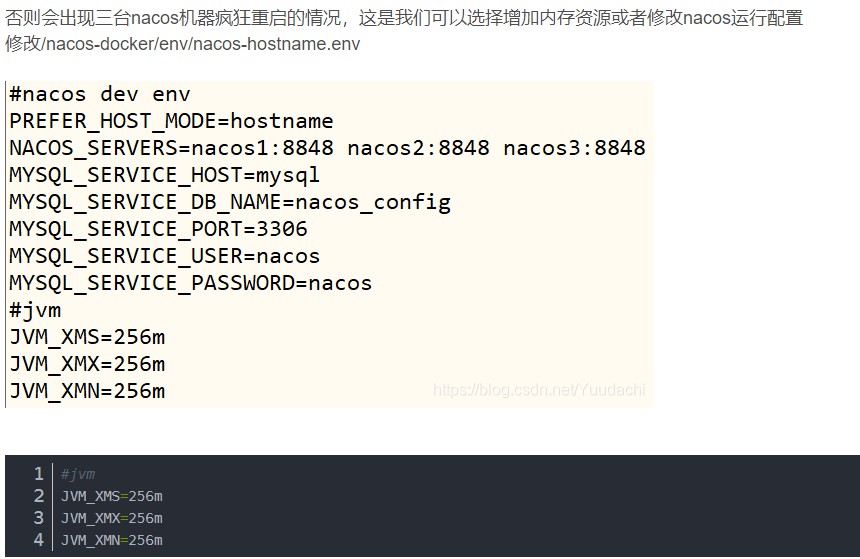 否则会出现三台nacos机器疯狂重启的情况，这是我们可以选择增加内存资源或者修改nacos运行配置
修改/nacos-docker/env/nacos-hostname.env
#nacos dev env
PREFER_HOST_MODE=hostname
NACOS_SERVERS=nacos1:8848 nacos2:8848 nacos3:8848
MYSQL_SERVICE_HOST=mysql
MYSQL_SERVICE_DB_NAME=nacos_config
MYSQL_SERVICE_PORT=3306
MYSQL_SERVICE_USER=nacos
MYSQL_SERVICE_PASSWORD=nacos
#jvm
JVM_XMS=256m
JVM_XMX=256m
JVM_XMN=256m
https://blog.csdn.net/Yuudachi
1 #jvm
2 JVM_XMS=256m
3 JVM_XMX=256m
4 JVM_XMN=256m